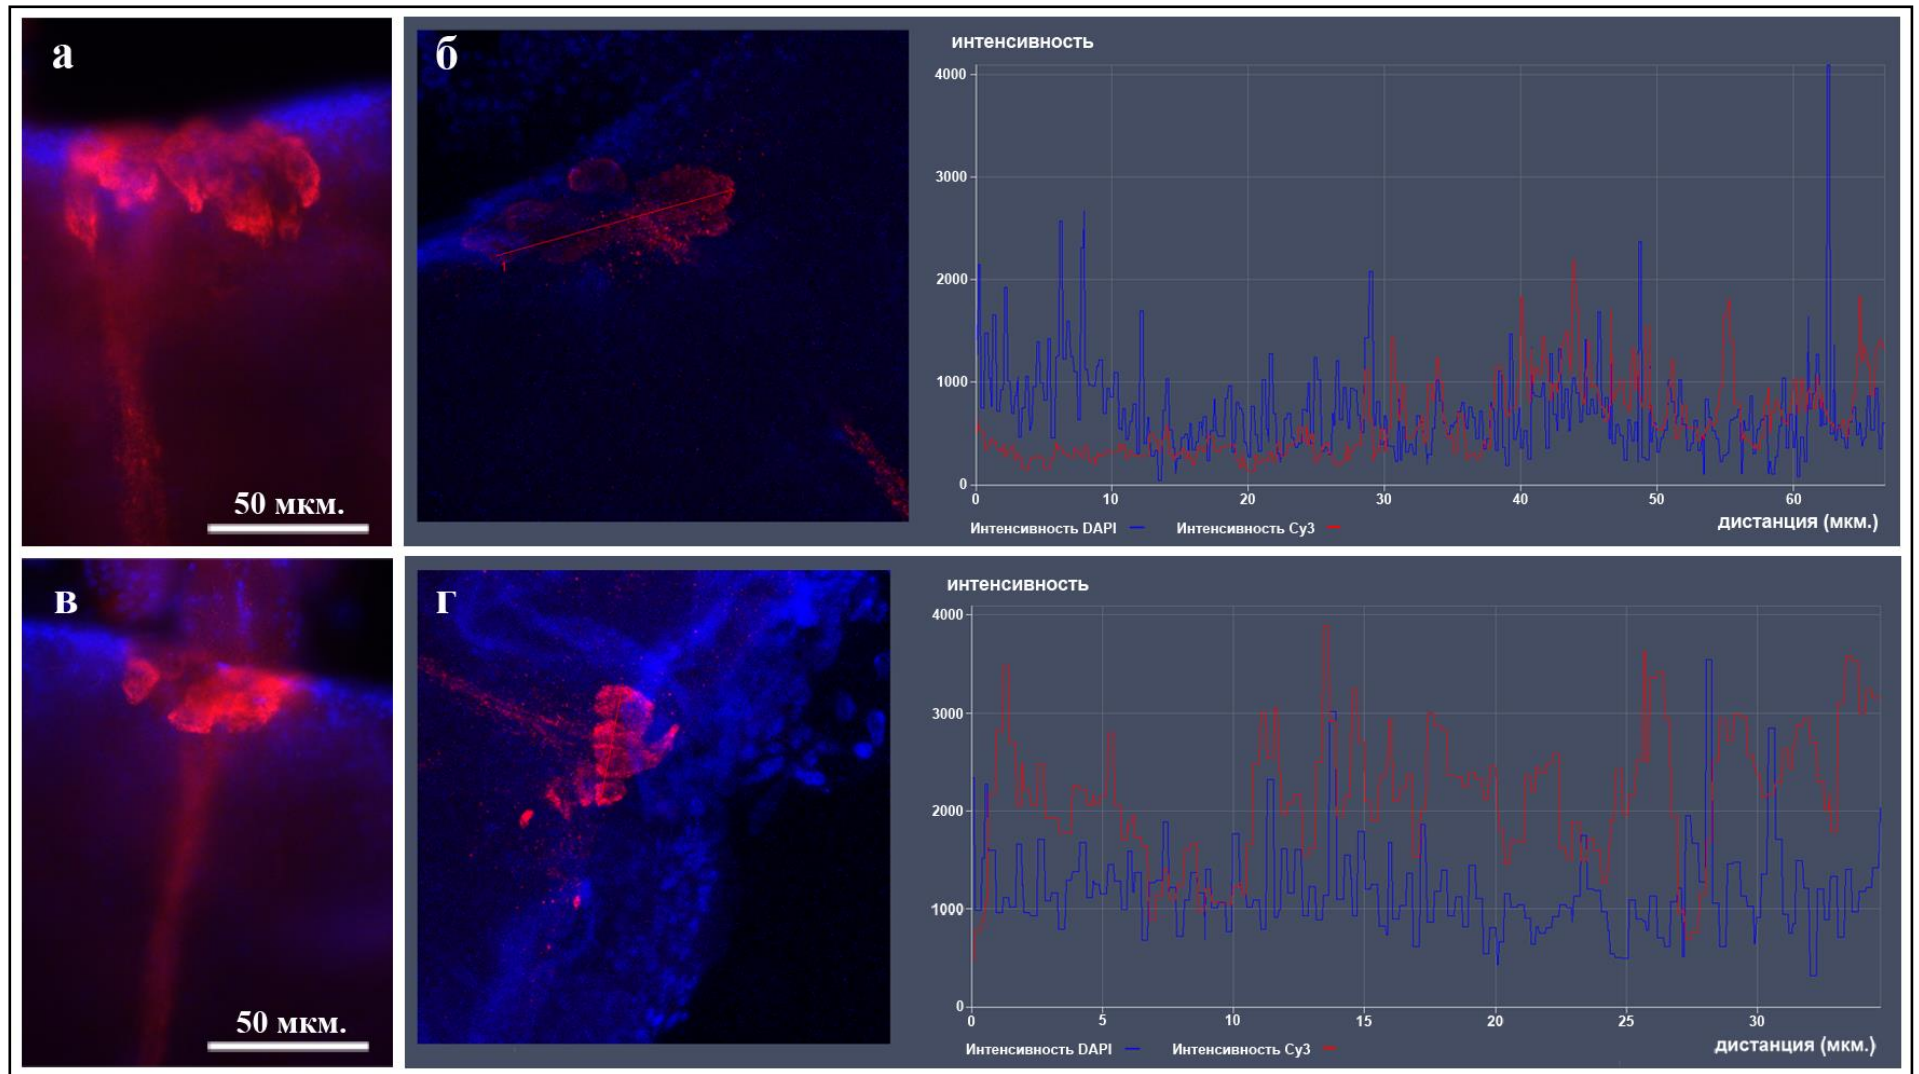 а
50 мкм.
б
интенсивность
4000
3000
2000
1000
0
0 10 20 30 40 50 60
дистанция (мкм.)
Интенсивность DAPI Интенсивность Cy3
1
в
50 мкм.
г
интенсивность
4000
3000
2000
1000
0
0 5 10 15 20 25 30
дистанция (мкм.)
Интенсивность DAPI Интенсивность Cy3